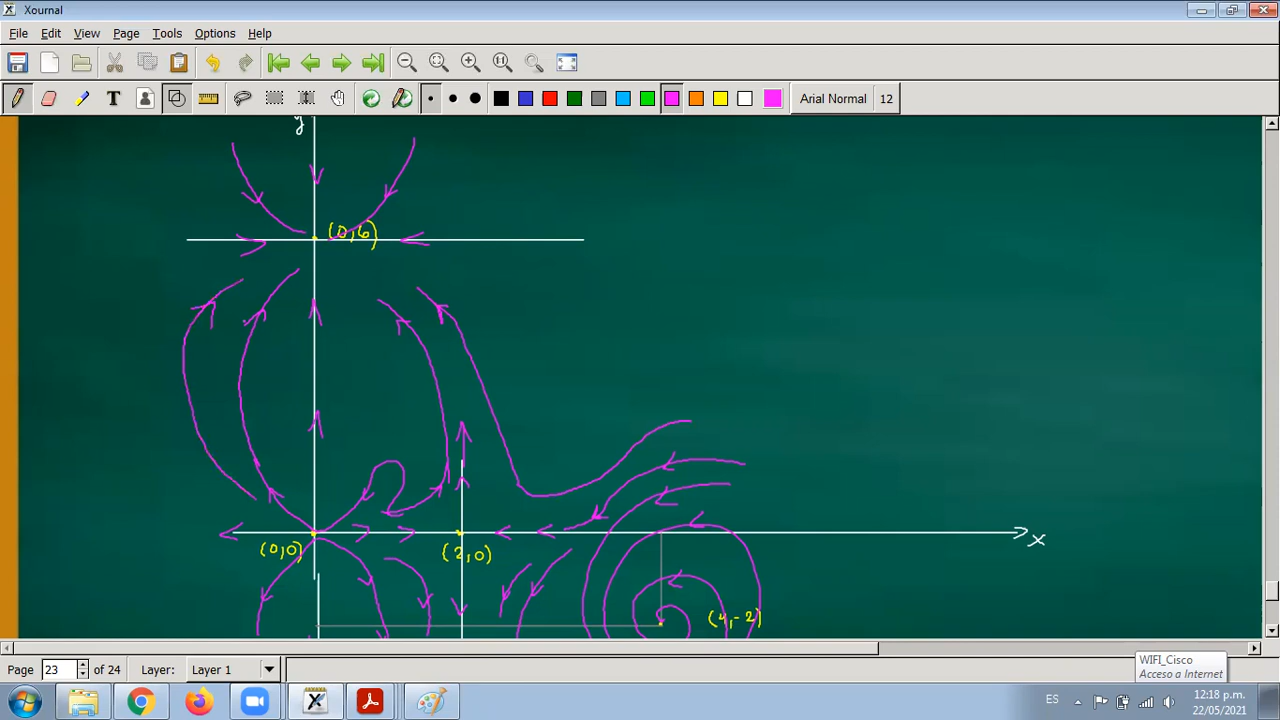 Xournal
File Edit View Page Tools Options Help
Arial Normal 12
y
(0,6)
(0,0)
(2,0)
x
(4,-2)
Page 23 of 24 Layer: Layer 1
WIFI_Cisco
Acceso a Internet
ES
12:18 p.m.
22/05/2021